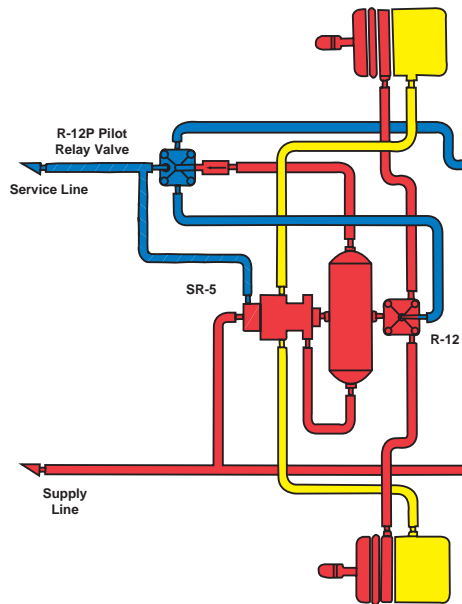 R-12P Pilot
Relay Valve
Service Line
SR-5
R-12
Supply
Line